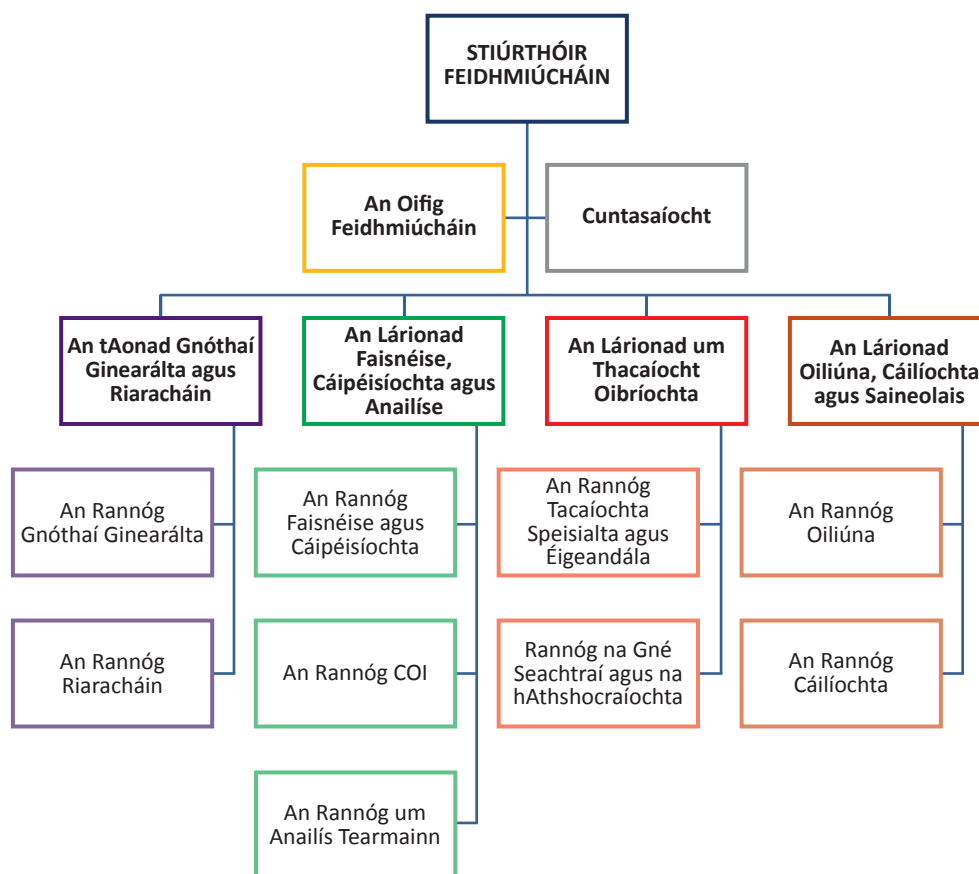 STIÚRTHÓIR
FEIDHMIÚCHÁIN
An Oifig
Feidhmiúcháin
Cuntasaíocht
An tAonad Gnóthaí
Ginearálta agus
Riaracháin
An Lárionad
Faisnéise,
Cáipéisíochta agus
Anailíse
An Lárionad um
Thacaíocht
Oibríochta
An Lárionad
Oiliúna, Cáilíochta
agus Saineolais
An Rannóg
Gnóthaí Ginearálta
An Rannóg
Faisnéise agus
Cáipéisíochta
An Rannóg
Tacaíochta
Speisialta agus
Éigeandála
An Rannóg
Oiliúna
An Rannóg
Riaracháin
An Rannóg COI
Rannóg na Gné
Seachtraí agus na
hAthshocraíochta
An Rannóg
Cáilíochta
An Rannóg um
Anailís Tearmainn